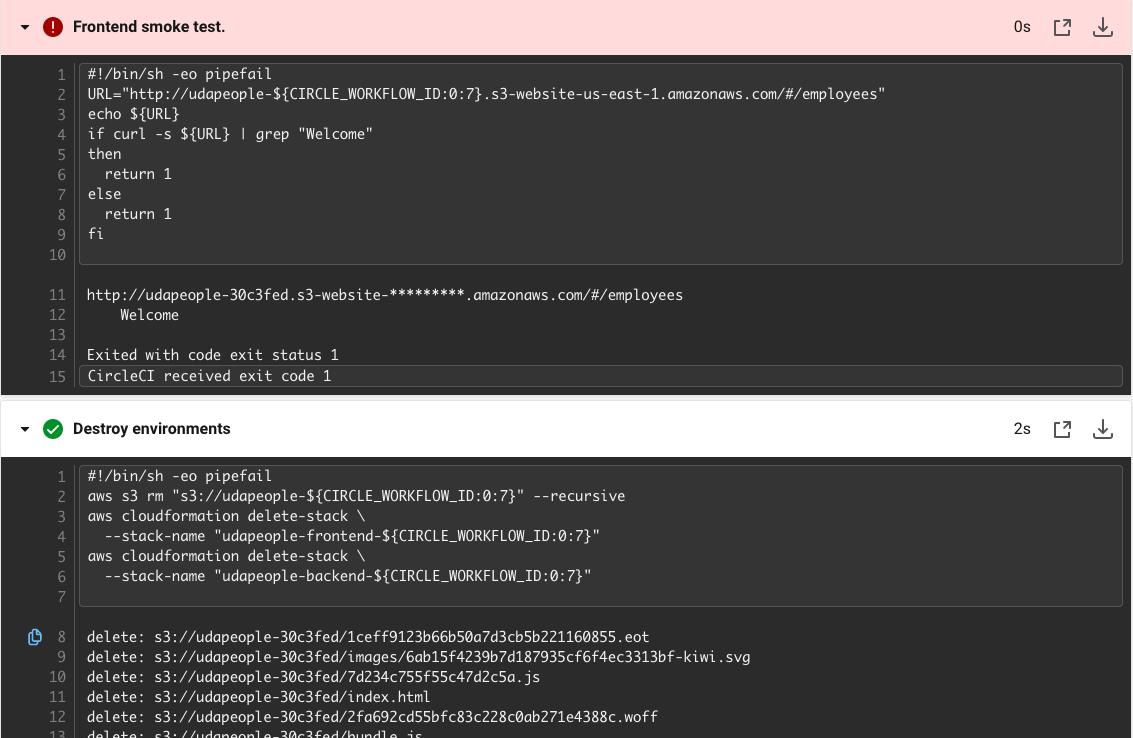 Frontend smoke test. 0s
1 #!/bin/sh -eo pipefail
2 URL="http://udapeople-${CIRCLE_WORKFLOW_ID:0:7}.s3-website-us-east-1.amazonaws.com/#/employees"
3 echo ${URL}
4 if curl -s ${URL} | grep "Welcome"
5 then
6   return 1
7 else
8   return 1
9 fi
10
11 http://udapeople-30c3fed.s3-website-*********.amazonaws.com/#/employees
12     Welcome
13
14 Exited with code exit status 1
15 CircleCI received exit code 1
Destroy environments 2s
1 #!/bin/sh -eo pipefail
2 aws s3 rm "s3://udapeople-${CIRCLE_WORKFLOW_ID:0:7}" --recursive
3 aws cloudformation delete-stack \
4   --stack-name "udapeople-frontend-${CIRCLE_WORKFLOW_ID:0:7}"
5 aws cloudformation delete-stack \
6   --stack-name "udapeople-backend-${CIRCLE_WORKFLOW_ID:0:7}"
7
8 delete: s3://udapeople-30c3fed/1ceff9123b66b50a7d3cb5b221160855.eot
9 delete: s3://udapeople-30c3fed/images/6ab15f4239b7d187935cf6f4ec3313bf-kiwi.svg
10 delete: s3://udapeople-30c3fed/7d234c755f55c47d2c5a.js
11 delete: s3://udapeople-30c3fed/index.html
12 delete: s3://udapeople-30c3fed/2fa692cd55bfc83c228c0ab271e4388c.woff
13 delete: s3://udapeople-30c3fed/bundle.js